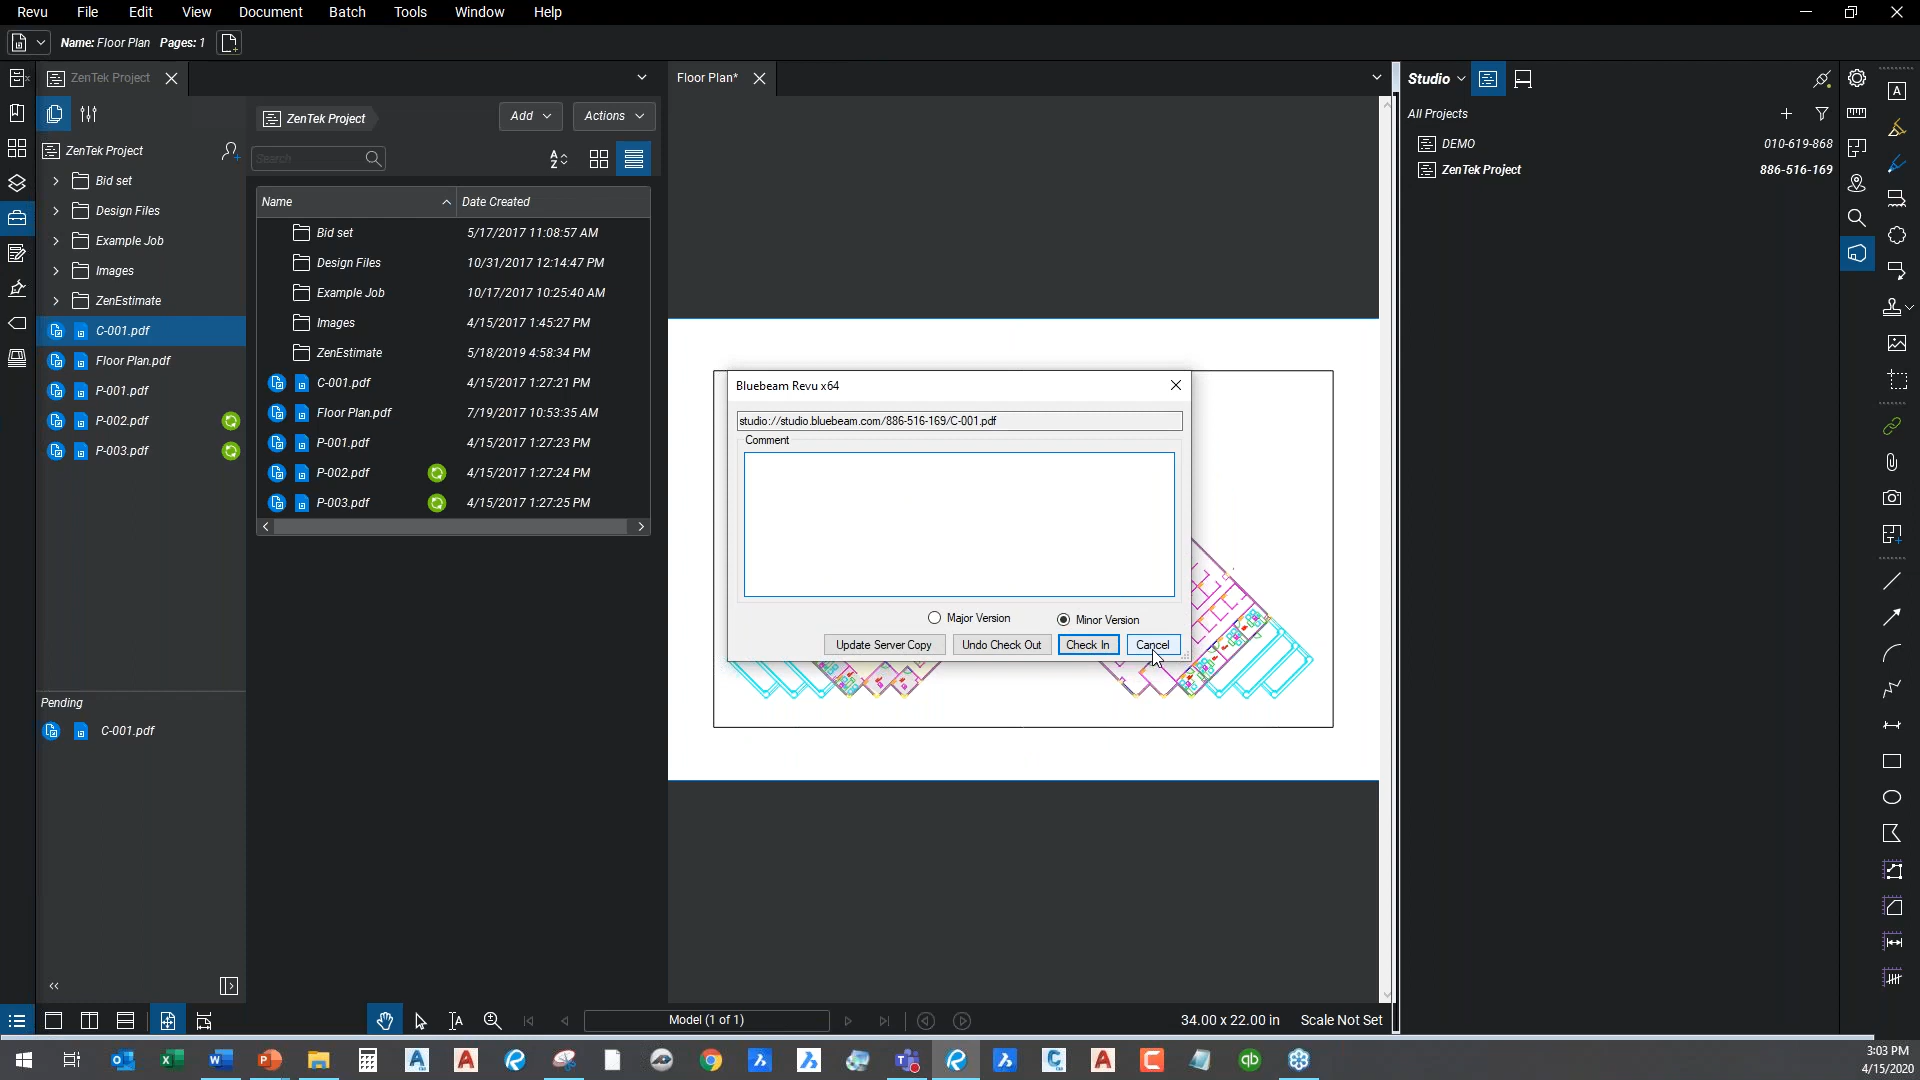 Revu File Edit View Document Batch Tools Window Help
Name: Floor Plan Pages: 1
ZenTek Project
ZenTek Project
Bid set
Design Files
Example Job
Images
ZenEstimate
C-001.pdf
Floor Plan.pdf
P-001.pdf
P-002.pdf
P-003.pdf
Pending
C-001.pdf
ZenTek Project
Add
Actions
Search
Name Date Created
Bid set 5/17/2017 11:08:57 AM
Design Files 10/31/2017 12:14:47 PM
Example Job 10/17/2017 10:25:40 AM
Images 4/15/2017 1:45:27 PM
ZenEstimate 5/18/2019 4:58:34 PM
C-001.pdf 4/15/2017 1:27:21 PM
Floor Plan.pdf 7/19/2017 10:53:35 AM
P-001.pdf 4/15/2017 1:27:23 PM
P-002.pdf 4/15/2017 1:27:24 PM
P-003.pdf 4/15/2017 1:27:25 PM
Floor Plan*
Bluebeam Revu x64
studio://studio.bluebeam.com/886-516-169/C-001.pdf
Comment
Major Version Minor Version
Update Server Copy Undo Check Out Check In Cancel
Studio
All Projects
DEMO 010-619-868
ZenTek Project 886-516-169
Model (1 of 1)
34.00 x 22.00 in Scale Not Set
3:03 PM
4/15/2020